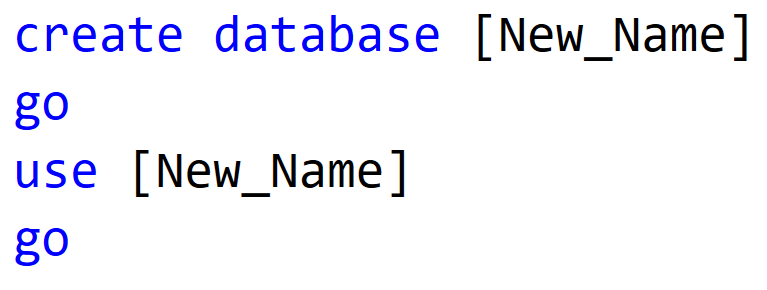 create database [New_Name]
go
use [New_Name]
go